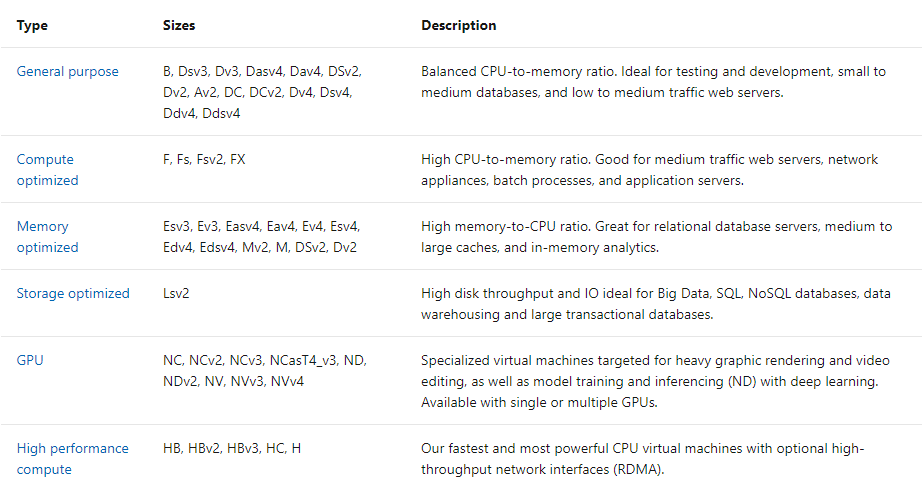 Type Sizes Description
General purpose B, Dsv3, Dv3, Dasv4, Dav4, DSv2, Balanced CPU-to-memory ratio. Ideal for testing and development, small to
Dv2, Av2, DC, DCv2, Dv4, Dsv4, medium databases, and low to medium traffic web servers.
Ddv4, Ddsv4
Compute F, Fs, Fsv2, FX High CPU-to-memory ratio. Good for medium traffic web servers, network
optimized appliances, batch processes, and application servers.
Memory Esv3, Ev3, Easv4, Eav4, Ev4, Esv4, High memory-to-CPU ratio. Great for relational database servers, medium to
optimized Edv4, Edsv4, Mv2, M, DSv2, Dv2 large caches, and in-memory analytics.
Storage optimized Lsv2 High disk throughput and IO ideal for Big Data, SQL, NoSQL databases, data
warehousing and large transactional databases.
GPU NC, NCv2, NCv3, NCasT4_v3, ND, Specialized virtual machines targeted for heavy graphic rendering and video
NDv2, NV, NVv3, NVv4 editing, as well as model training and inferencing (ND) with deep learning.
Available with single or multiple GPUs.
High performance HB, HBv2, HBv3, HC, H Our fastest and most powerful CPU virtual machines with optional high-
compute throughput network interfaces (RDMA).